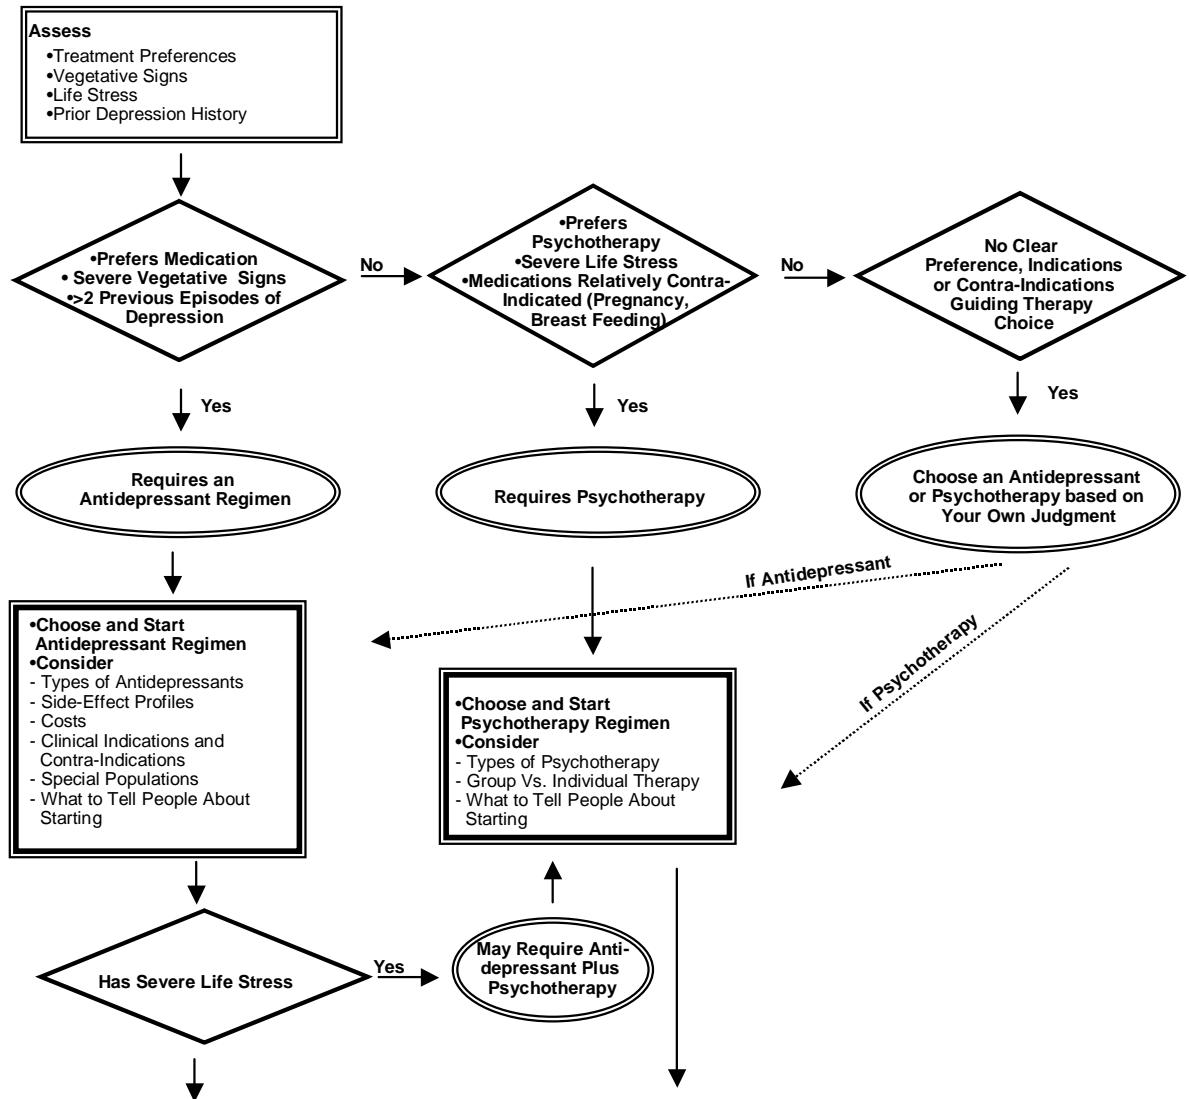 Assess
•Treatment Preferences
•Vegetative Signs
•Life Stress
•Prior Depression History
•Prefers Medication
• Severe Vegetative Signs
•>2 Previous Episodes of
Depression
No
•Prefers
Psychotherapy
•Severe Life Stress
•Medications Relatively Contra-
Indicated (Pregnancy,
Breast Feeding)
No
No Clear
Preference, Indications
or Contra-Indications
Guiding Therapy
Choice
Yes
Yes
Yes
Requires an
Antidepressant Regimen
Requires Psychotherapy
Choose an Antidepressant
or Psychotherapy based on
Your Own Judgment
If Antidepressant
If Psychotherapy
•Choose and Start
Antidepressant Regimen
•Consider
- Types of Antidepressants
- Side-Effect Profiles
- Costs
- Clinical Indications and
Contra-Indications
- Special Populations
- What to Tell People About
Starting
•Choose and Start
Psychotherapy Regimen
•Consider
- Types of Psychotherapy
- Group Vs. Individual Therapy
- What to Tell People About
Starting
Has Severe Life Stress
Yes
May Require Anti-
depressant Plus
Psychotherapy